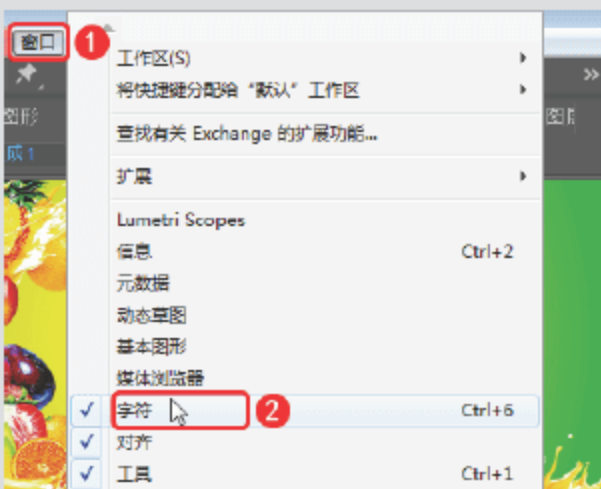 窗口
1
工作区(S)
将快捷键分配给“默认”工作区
图形
查找有关 Exchange 的扩展功能...
成 1
扩展
Lumetri Scopes
信息 Ctrl+2
元数据
动态草图
基本图形
媒体浏览器
字符 2 Ctrl+6
对齐
工具 Ctrl+1